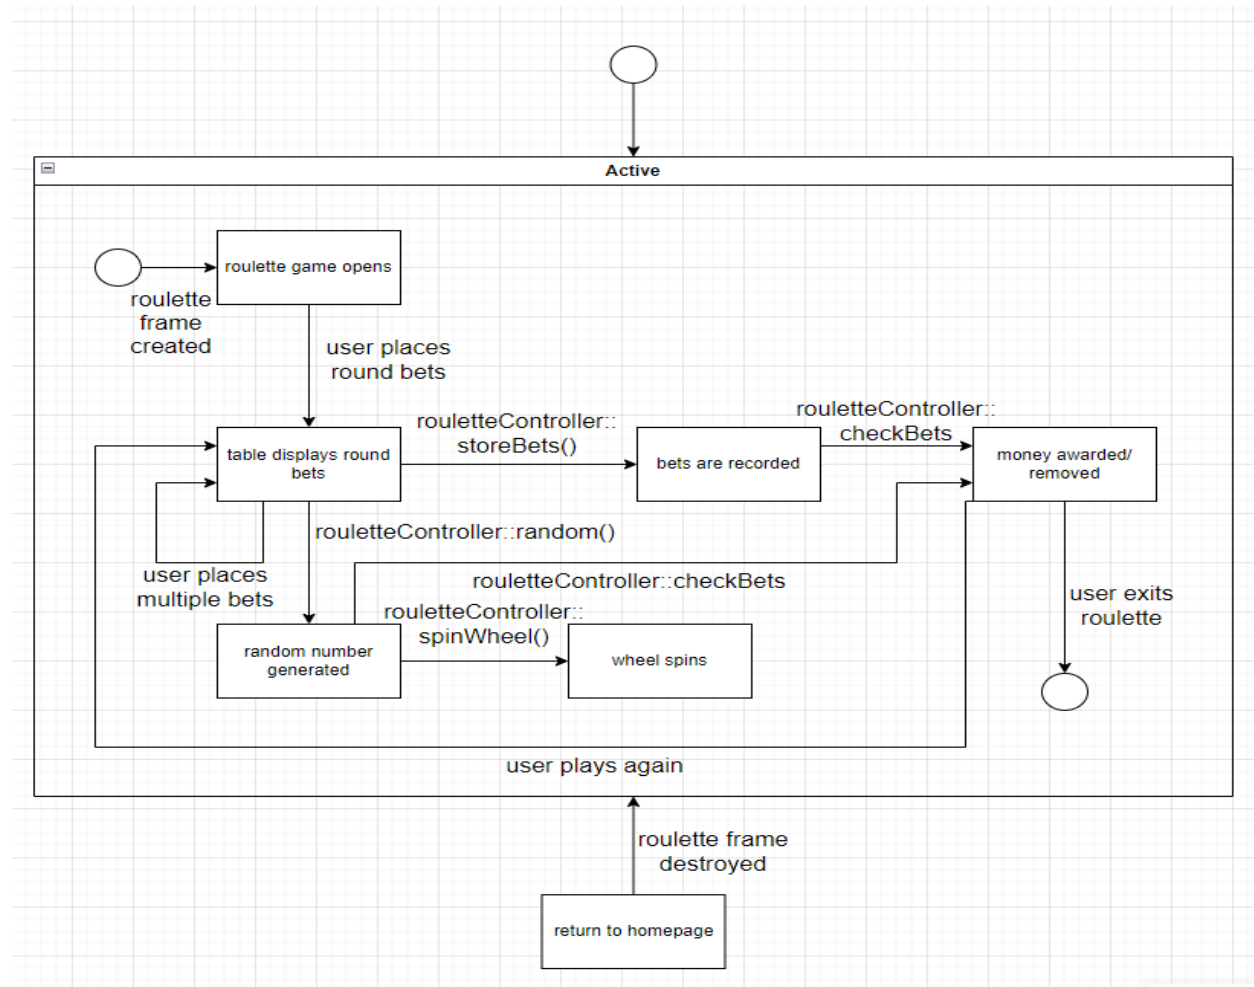 Active
roulette game opens
roulette
frame
created
user places
round bets
rouletteController::
storeBets()
rouletteController::
checkBets
table displays round
bets
bets are recorded
money awarded/
removed
rouletteController::random()
user places
multiple bets
rouletteController::checkBets
rouletteController::
spinWheel()
user exits
roulette
random number
generated
wheel spins
user plays again
roulette frame
destroyed
return to homepage